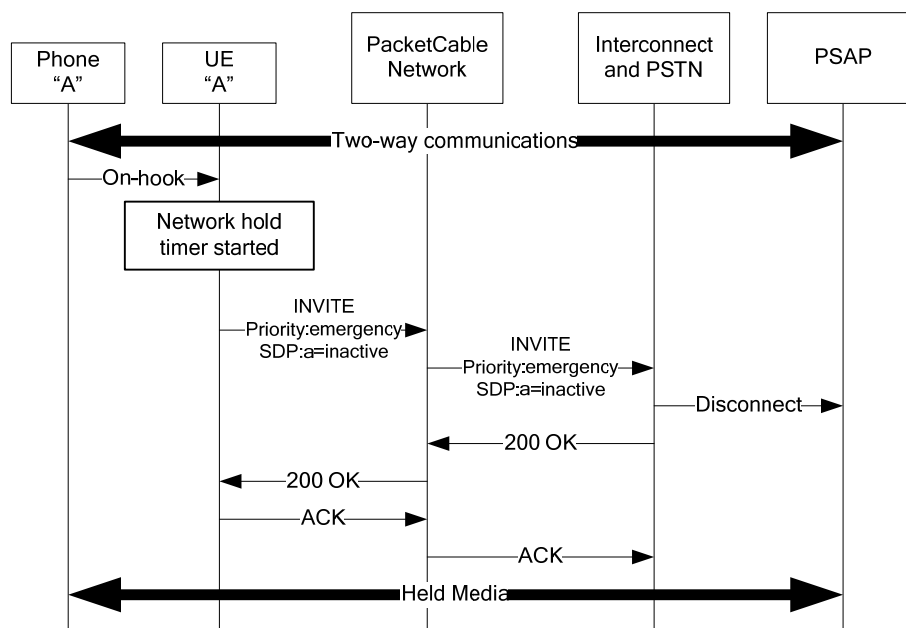 Phone
“A”
UE
“A”
PacketCable
Network
Interconnect
and PSTN
PSAP
Two-way communications
On-hook
Network hold
timer started
INVITE
Priority:emergency
SDP:a=inactive
INVITE
Priority:emergency
SDP:a=inactive
Disconnect
200 OK
200 OK
ACK
ACK
Held Media